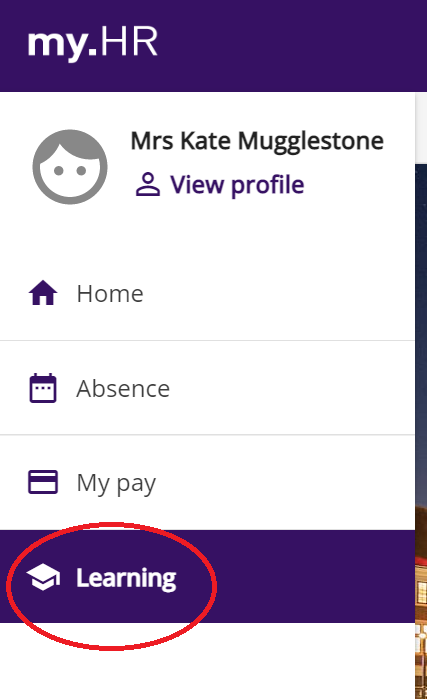 my.HR
Mrs Kate Mugglestone
View profile
Home
Absence
My pay
Learning